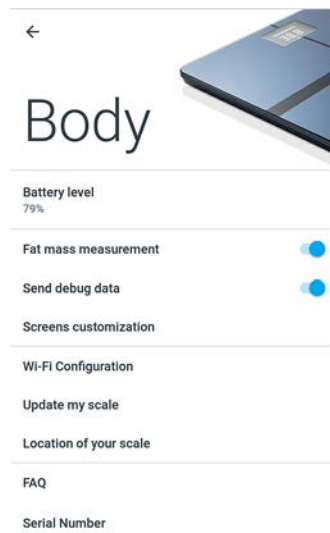 Body
Battery level
79%
Fat mass measurement
Send debug data
Screens customization
Wi-Fi Configuration
Update my scale
Location of your scale
FAQ
Serial Number